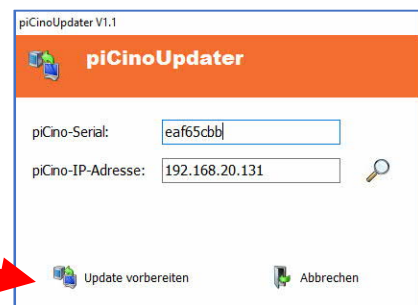 piCinoUpdater V1.1
piCinoUpdater
piCino-Serial: eaf65cbb
piCino-IP-Adresse: 192.168.20.131
Update vorbereiten Abbrechen